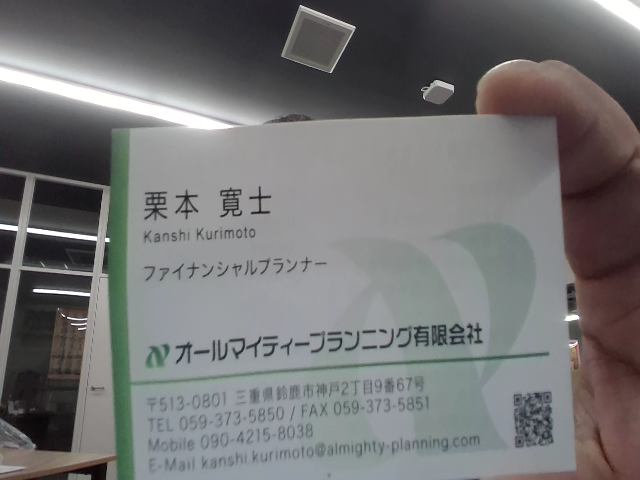 栗本 寛士
Kanshi Kurimoto
ファイナンシャルプランナー
オールマイティープランニング有限会社
〒513-0801 三重県鈴鹿市神戸2丁目9番67号
TEL 059-373-5850 / FAX 059-373-5851
Mobile 090-4215-8038
E-Mail kanshi.kurimoto@almighty-planning.com